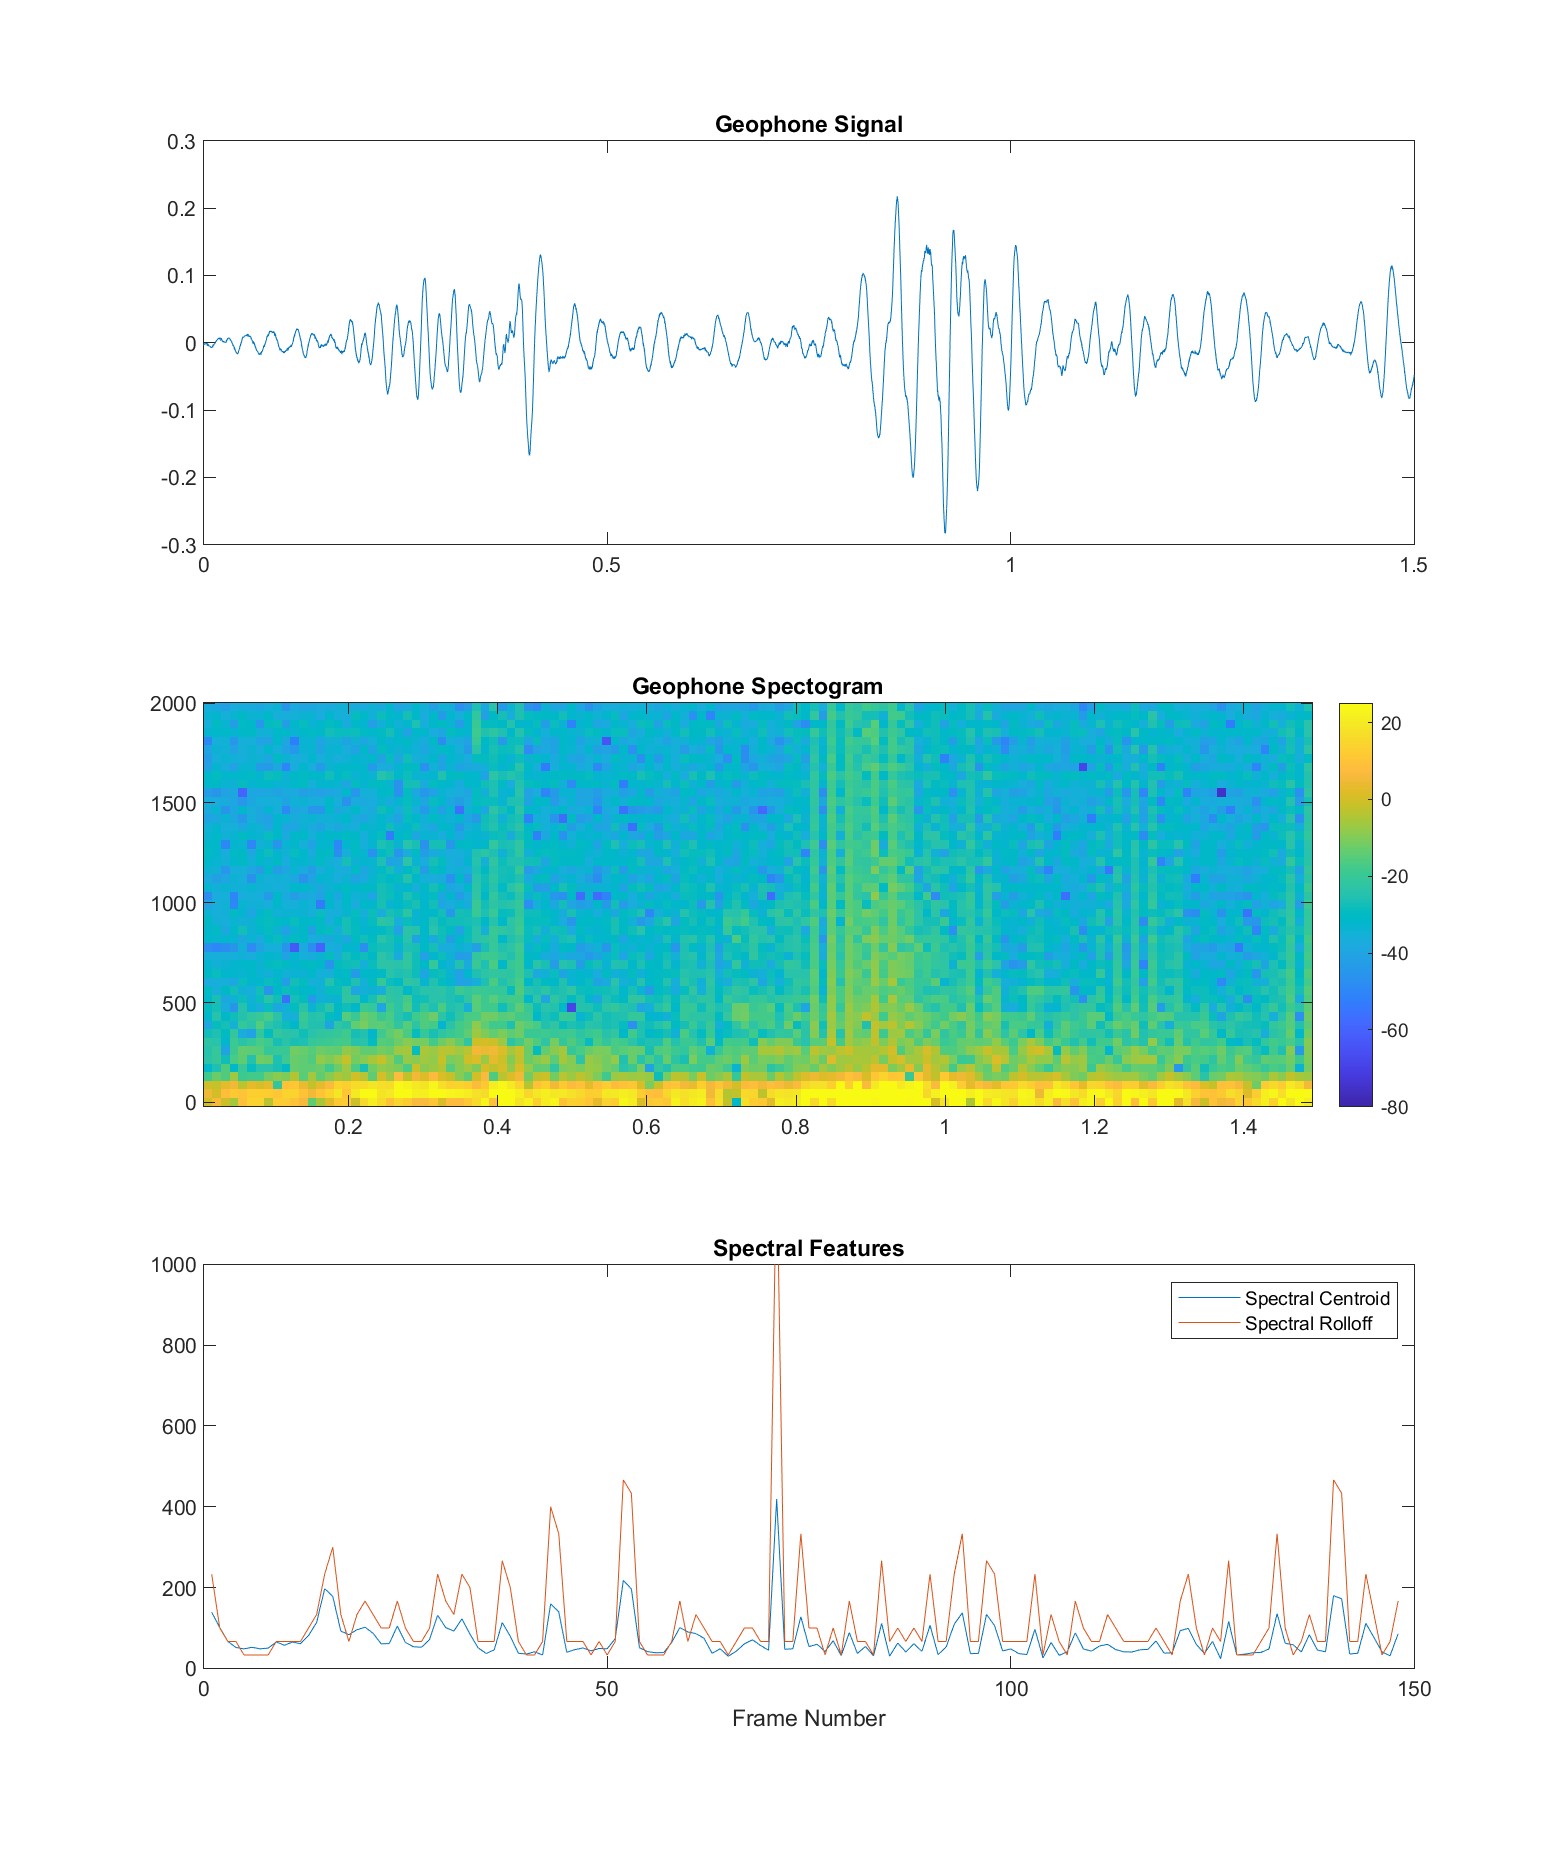 Geophone Signal
0.3
0.2
0.1
0
-0.1
-0.2
-0.3
0 0.5 1 1.5
Geophone Spectogram
2000
1500
1000
500
0
0.2 0.4 0.6 0.8 1 1.2 1.4
20
0
-20
-40
-60
-80
Spectral Features
1000
800
600
400
200
0
Spectral Centroid
Spectral Rolloff
0 50 100 150
Frame Number